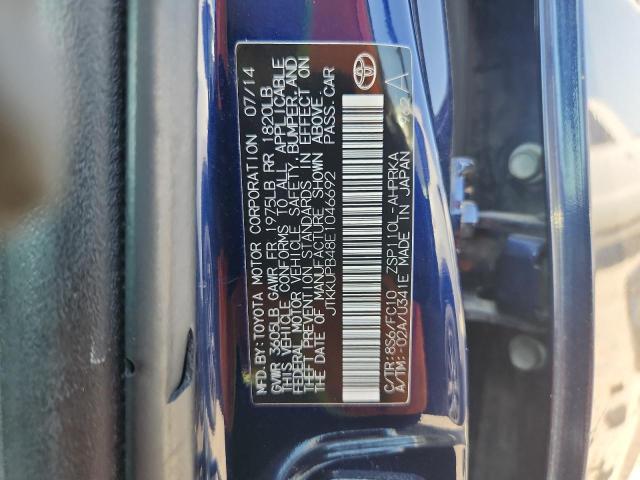 MFD.BY:TOYOTA MOTOR CORPORATION 07/14
GVWR 3605LB GAWR FR 1975LB RR 1820LB
THIS VEHICLE CONFORMS TO ALL APPLICABLE
FEDERAL MOTOR VEHICLE SAFETY, BUMPER, AND
THEFT PREVENTION STANDARDS IN EFFECT ON
THE DATE OF MANUFACTURE SHOWN ABOVE.
JTKKUPB48E1046692 PASS.CAR
C/TR:8S6/FC10 ZSP110L-AHPRKA
A/TM:-02A/U341E MADE IN JAPAN
A